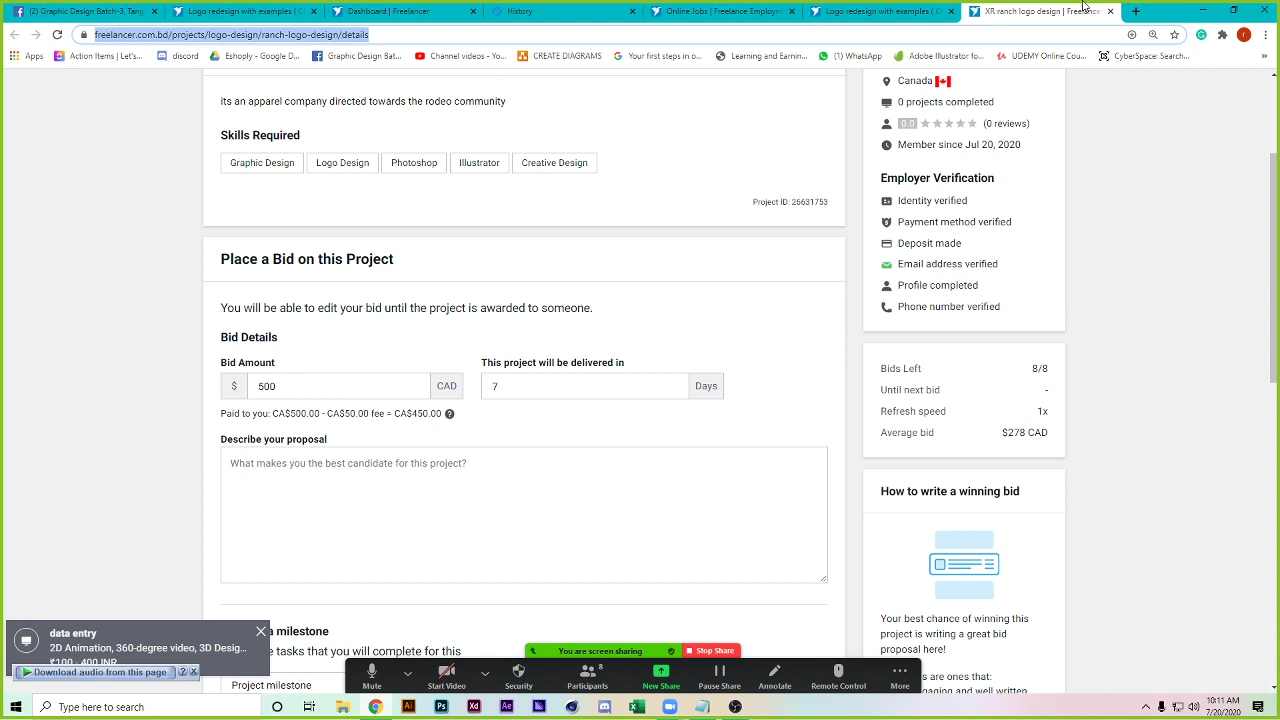 (2) Graphic Design Batch-3, Tang
Logo redesign with examples ( C
Dashboard | Freelancer
History
Online Jobs | Freelance Employm
Logo redesign with examples ( C
XR ranch logo design | Freelance
freelancer.com.bd/projects/logo-design/ranch-logo-design/details
Apps
Action Items | Let's...
discord
Eshoply - Google D...
Graphic Design Bat...
Channel videos - Yo...
CREATE DIAGRAMS
Your first steps in o...
Learning and Earnin...
(1) WhatsApp
Adobe Illustrator fo...
UDEMY Online Cou...
CyberSpace: Search...
»
its an apparel company directed towards the rodeo community
Skills Required
Graphic Design
Logo Design
Photoshop
Illustrator
Creative Design
Project ID: 26631753
Place a Bid on this Project
You will be able to edit your bid until the project is awarded to someone.
Bid Details
Bid Amount
This project will be delivered in
$ 500 CAD
7 Days
Paid to you: CA$500.00 - CA$50.00 fee = CA$450.00
Describe your proposal
What makes you the best candidate for this project?
a milestone
e tasks that you will complete for this
Project milestone
Canada
0 projects completed
0.0 (0 reviews)
Member since Jul 20, 2020
Employer Verification
Identity verified
Payment method verified
Deposit made
Email address verified
Profile completed
Phone number verified
Bids Left 8/8
Until next bid -
Refresh speed 1x
Average bid $278 CAD
How to write a winning bid
Your best chance of winning this
project is writing a great bid
proposal here!
data entry
2D Animation, 360-degree video, 3D Desig...
₹100 - 400 INR
Download audio from this page
? X
You are screen sharing
Stop Share
Mute
Start Video
Security
8
Participants
New Share
Pause Share
Annotate
Remote Control
More
Type here to search
10:11 AM
7/20/2020